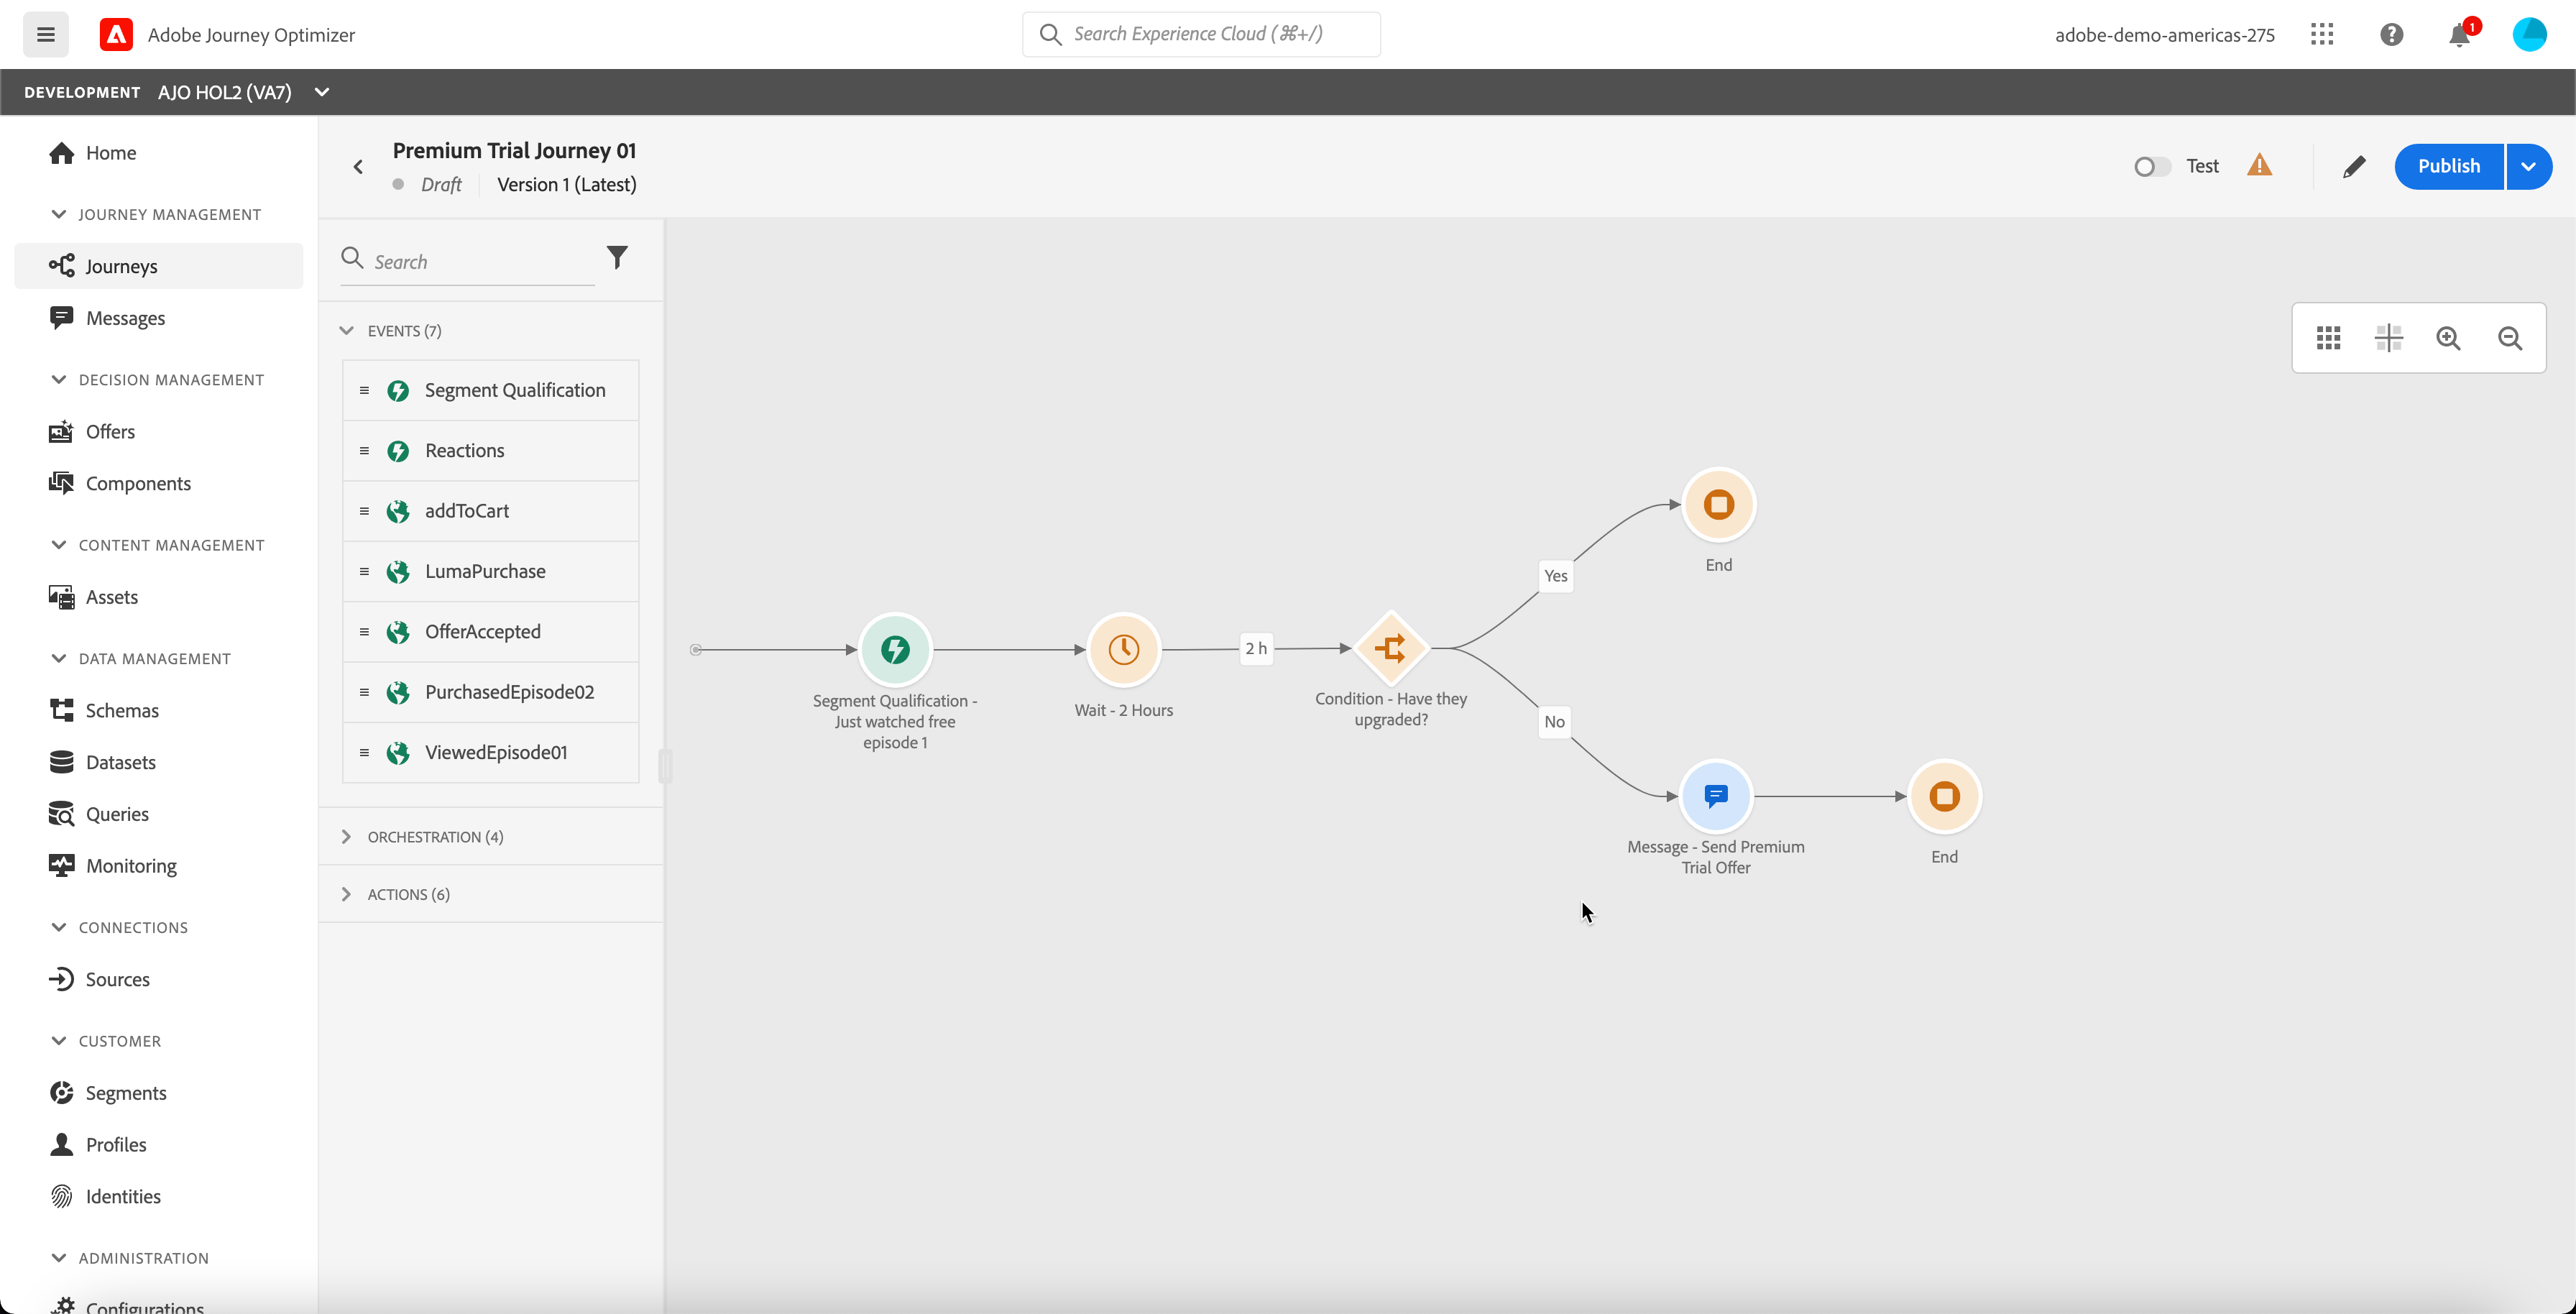 Adobe Journey Optimizer
Search Experience Cloud (⌘+/)
adobe-demo-americas-275
1
DEVELOPMENT AJO HOL2 (VA7)
Home
JOURNEY MANAGEMENT
Journeys
Messages
DECISION MANAGEMENT
Offers
Components
CONTENT MANAGEMENT
Assets
DATA MANAGEMENT
Schemas
Datasets
Queries
Monitoring
CONNECTIONS
Sources
CUSTOMER
Segments
Profiles
Identities
ADMINISTRATION
Configurations
Premium Trial Journey 01
Draft
Version 1 (Latest)
Test
Publish
Search
EVENTS (7)
Segment Qualification
Reactions
addToCart
LumaPurchase
OfferAccepted
PurchasedEpisode02
ViewedEpisode01
ORCHESTRATION (4)
ACTIONS (6)
Segment Qualification -
Just watched free
episode 1
Wait - 2 Hours
2 h
Condition - Have they
upgraded?
Yes
End
No
Message - Send Premium
Trial Offer
End